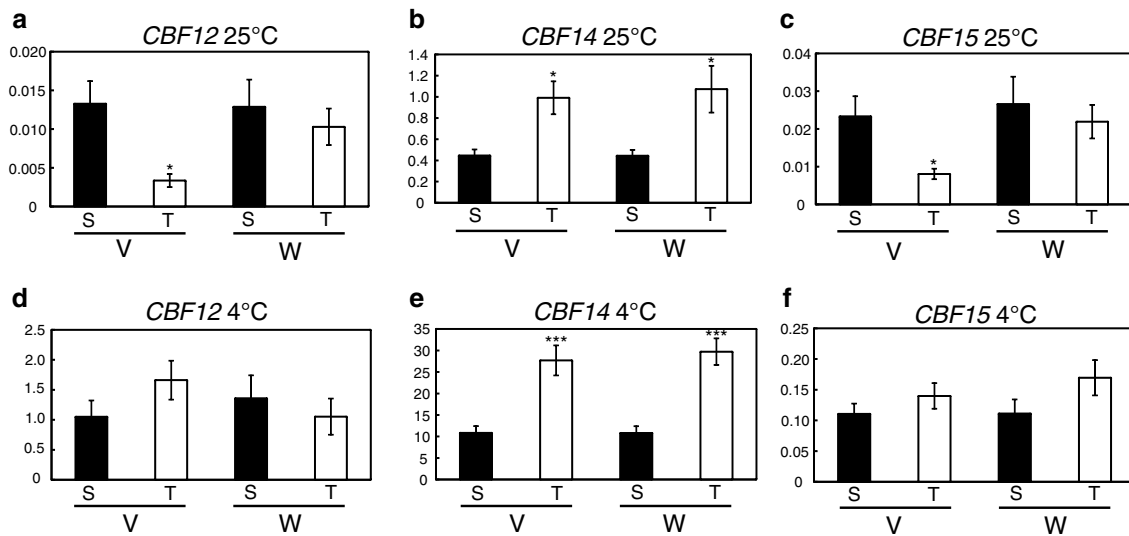 a
CBF12 25°C
0.020
0.015
0.010
0.005
0
*
S T S T
V W
b
CBF14 25°C
1.4
1.2
1.0
0.8
0.6
0.4
0.2
0
* *
S T S T
V W
c
CBF15 25°C
0.04
0.03
0.02
0.01
0
*
S T S T
V W
d
CBF12 4°C
2.5
2.0
1.5
1.0
0.5
0
S T S T
V W
e
CBF14 4°C
35
30
25
20
15
10
5
0
*** ***
S T S T
V W
f
CBF15 4°C
0.25
0.20
0.15
0.10
0.05
0.00
S T S T
V W